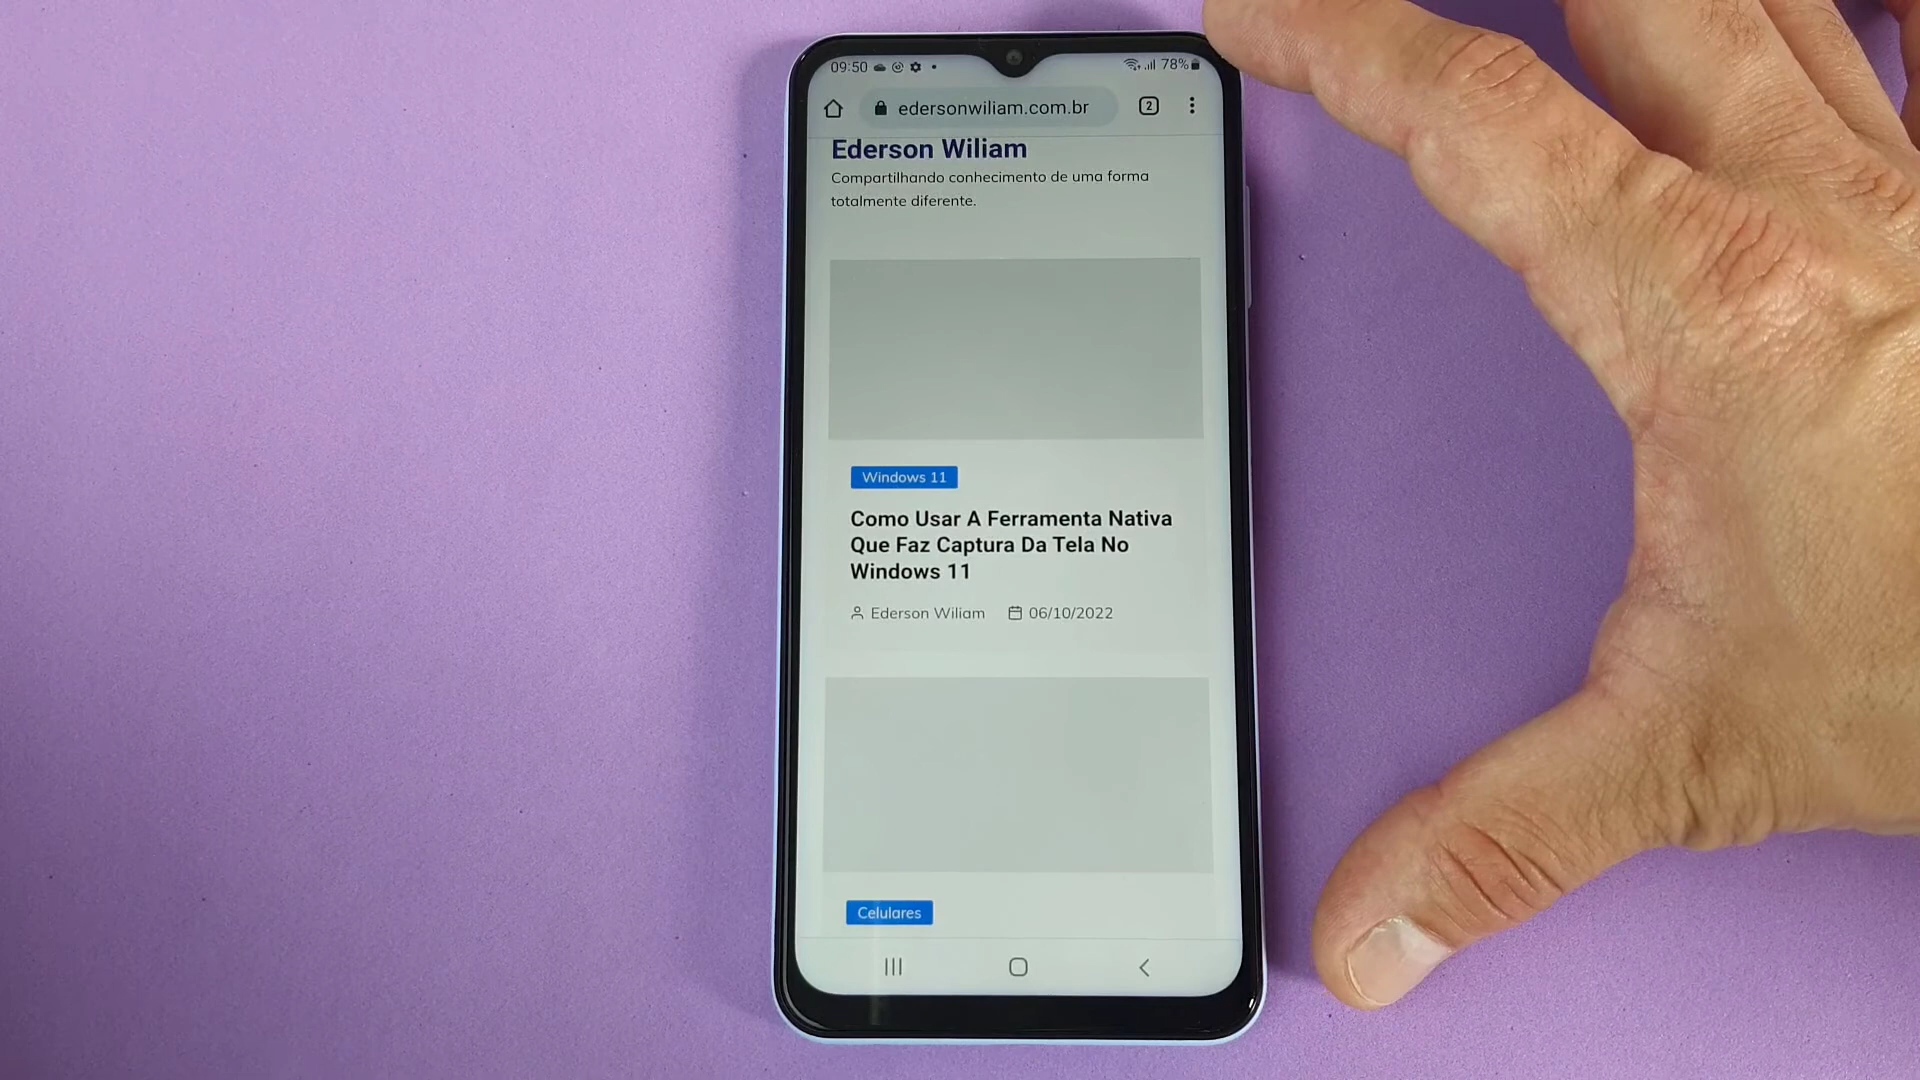 09:50
78%
edersonwiliam.com.br
2
Ederson Wiliam
Compartilhando conhecimento de uma forma
totalmente diferente.
Windows 11
Como Usar A Ferramenta Nativa
Que Faz Captura Da Tela No
Windows 11
Ederson Wiliam 06/10/2022
Celulares